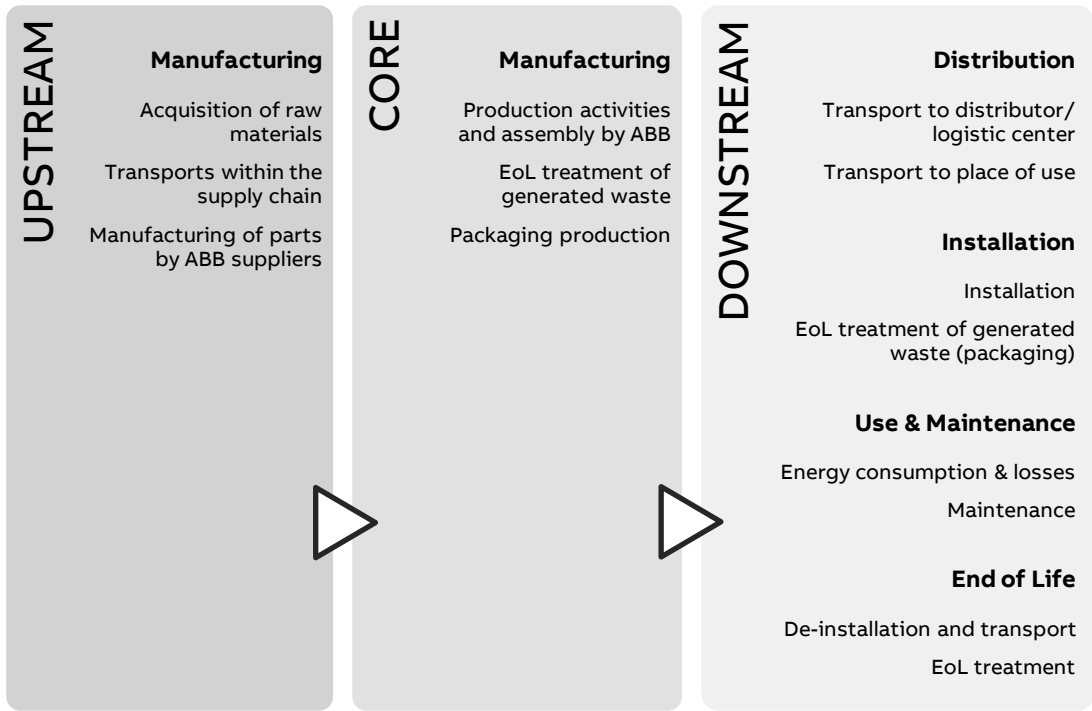 UPSTREAM
Manufacturing
Acquisition of raw
materials
Transports within the
supply chain
Manufacturing of parts
by ABB suppliers
CORE
Manufacturing
Production activities
and assembly by ABB
EoL treatment of
generated waste
Packaging production
DOWNSTREAM
Distribution
Transport to distributor/
logistic center
Transport to place of use
Installation
Installation
EoL treatment of generated
waste (packaging)
Use & Maintenance
Energy consumption & losses
Maintenance
End of Life
De-installation and transport
EoL treatment